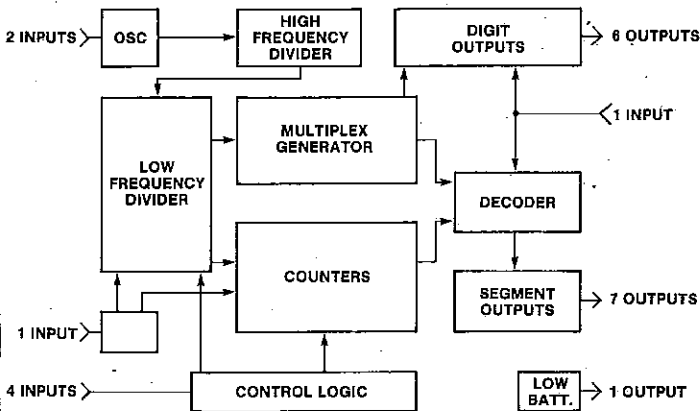 2 INPUTS
OSC
HIGH
FREQUENCY
DIVIDER
DIGIT
OUTPUTS
6 OUTPUTS
1 INPUT
LOW
FREQUENCY
DIVIDER
MULTIPLEX
GENERATOR
DECODER
COUNTERS
SEGMENT
OUTPUTS
7 OUTPUTS
1 INPUT
4 INPUTS
CONTROL LOGIC
LOW
BATT.
1 OUTPUT